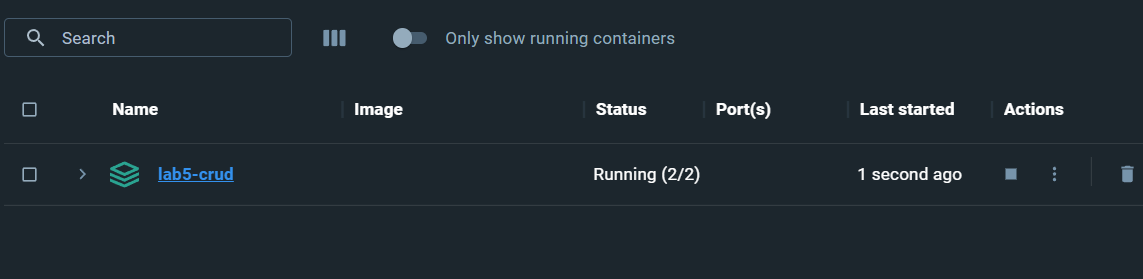 Search
Only show running containers
Name Image Status Port(s) Last started Actions
lab5-crud Running (2/2) 1 second ago